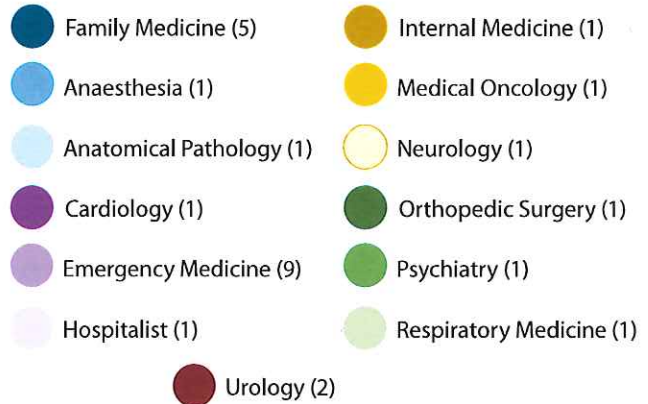 Family Medicine (5)
Internal Medicine (1)
Anaesthesia (1)
Medical Oncology (1)
Anatomical Pathology (1)
Neurology (1)
Cardiology (1)
Orthopedic Surgery (1)
Emergency Medicine (9)
Psychiatry (1)
Hospitalist (1)
Respiratory Medicine (1)
Urology (2)